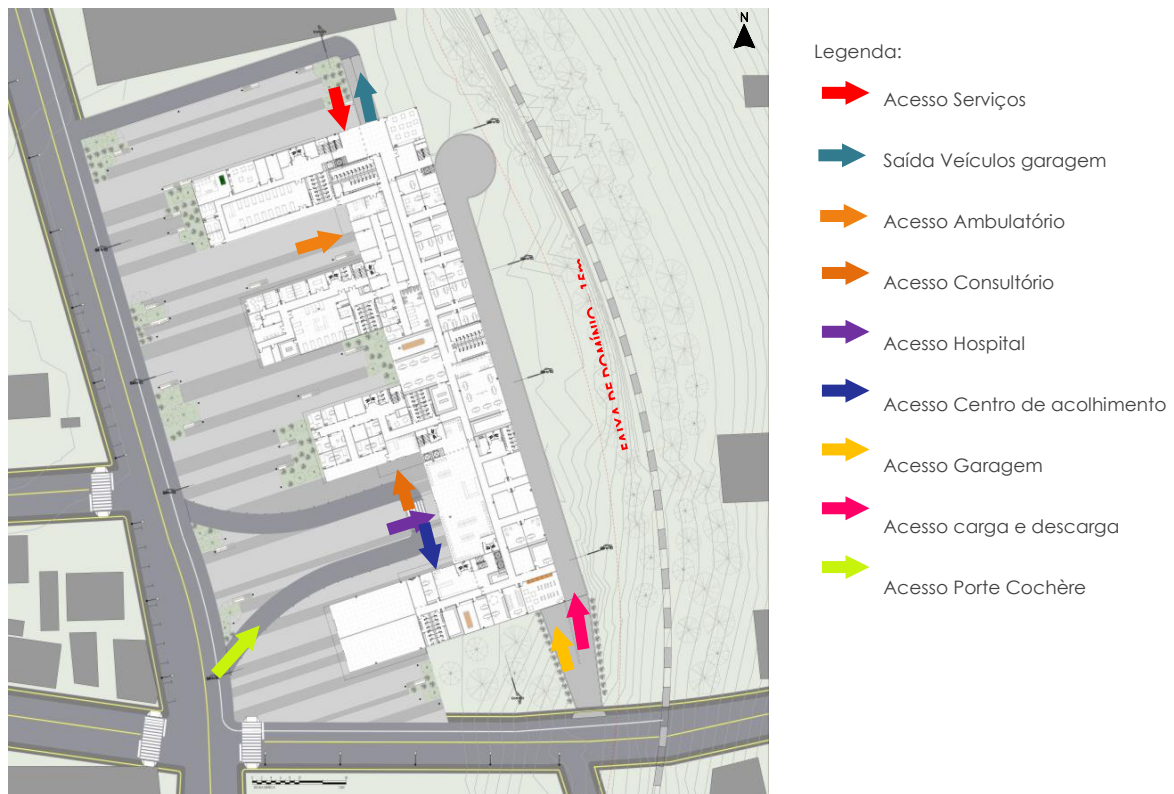 N
Legenda:
Acesso Serviços
Saída Veículos garagem
Acesso Ambulatório
Acesso Consultório
Acesso Hospital
Acesso Centro de acolhimento
Acesso Garagem
Acesso carga e descarga
Acesso Porte Cochère
FAIXA DE DOMÍNIO 15m